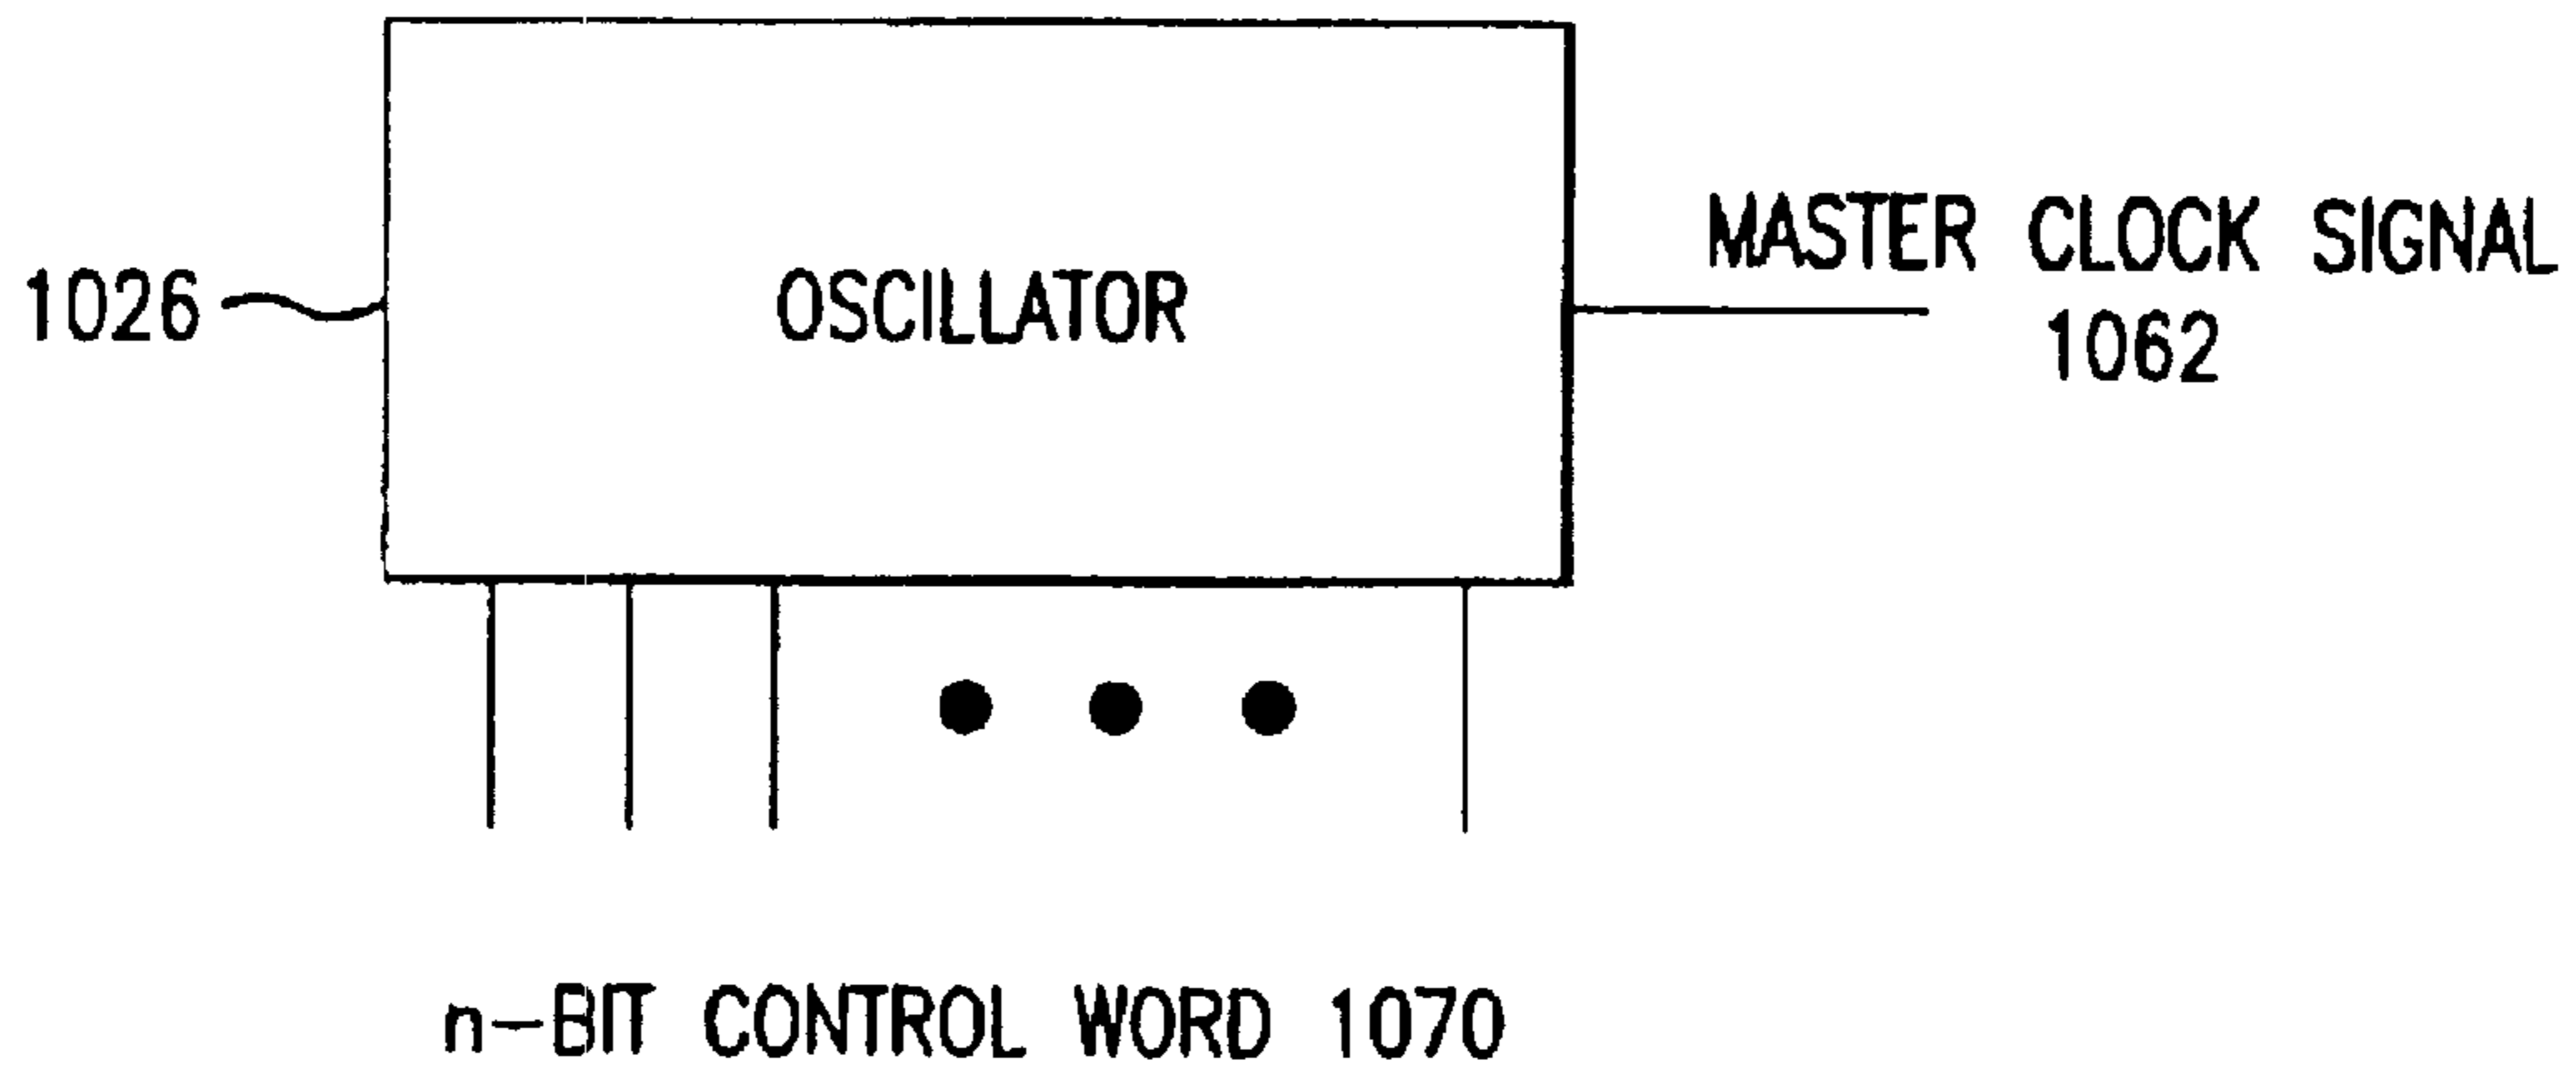 MASTER CLOCK SIGNAL
1026
OSCILLATOR
1062
n-BIT CONTROL WORD 1070